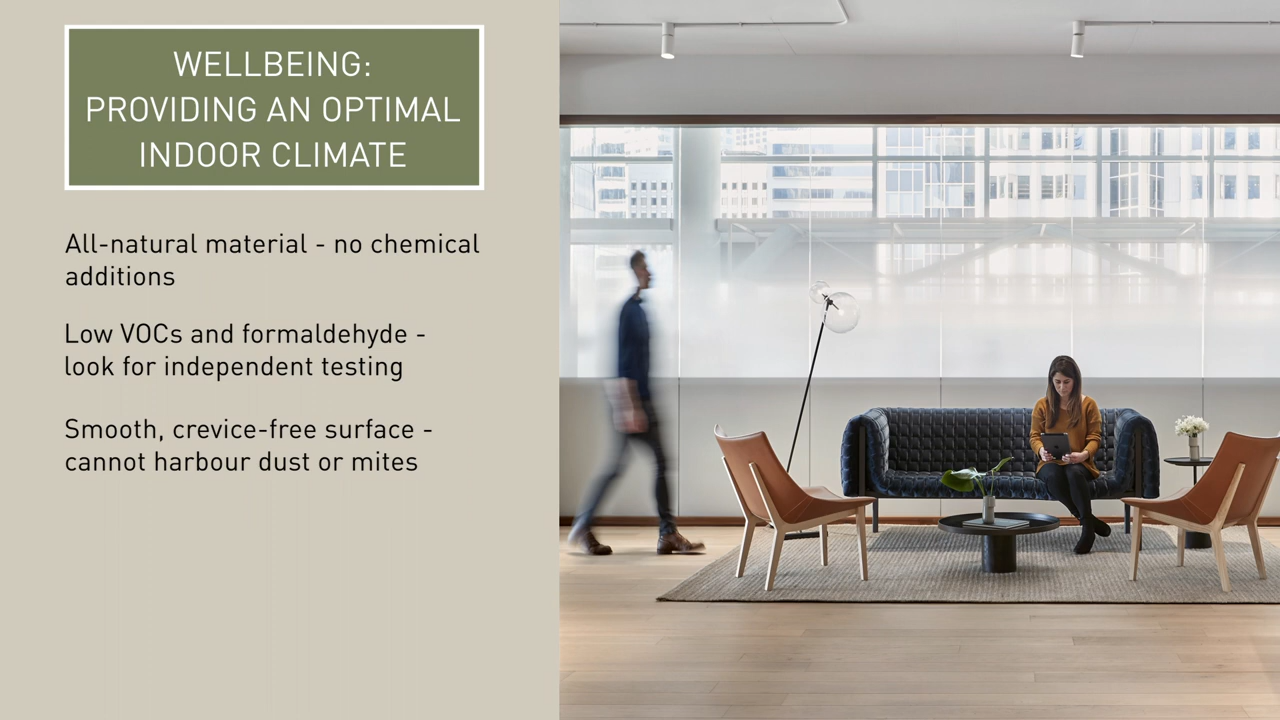 WELLBEING:
PROVIDING AN OPTIMAL
INDOOR CLIMATE
All-natural material - no chemical
additions
Low VOCs and formaldehyde -
look for independent testing
Smooth, crevice-free surface -
cannot harbour dust or mites